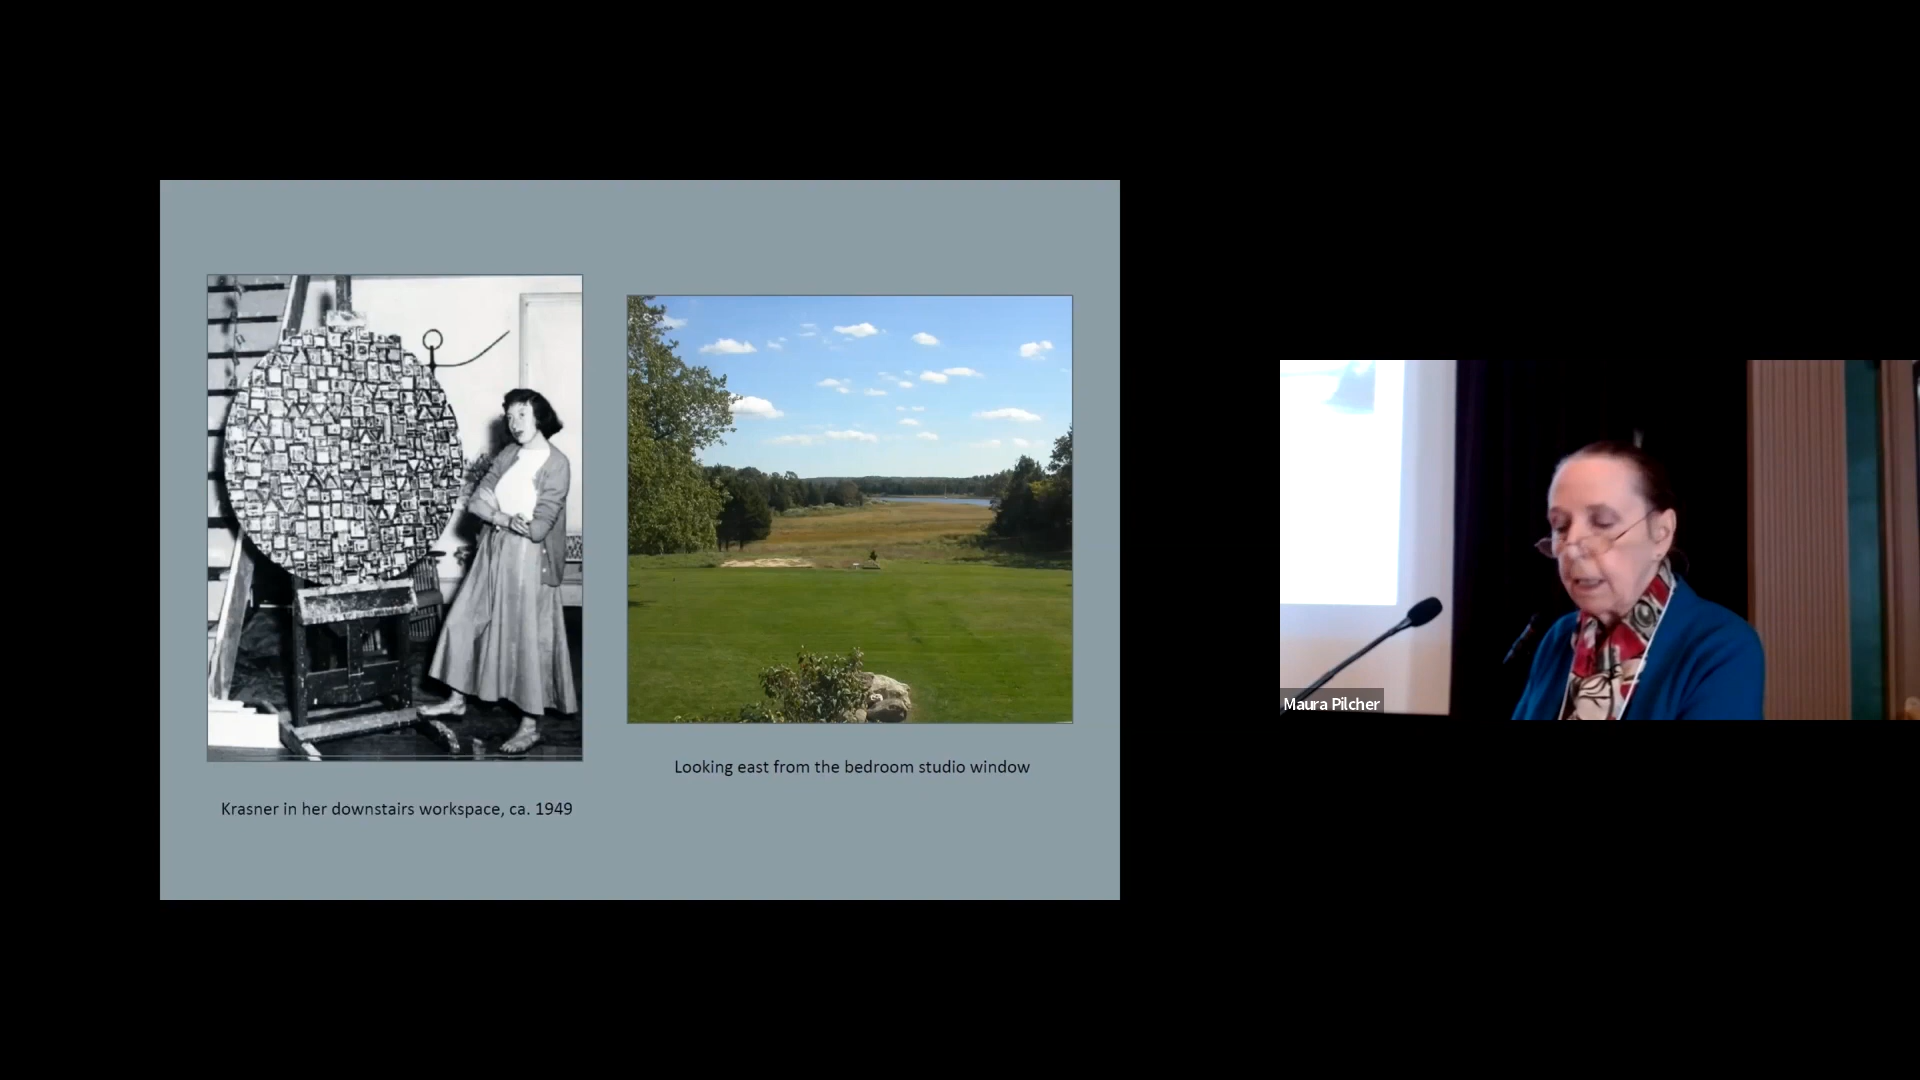 Krasner in her downstairs workspace, ca. 1949
Looking east from the bedroom studio window
Maura Pilcher